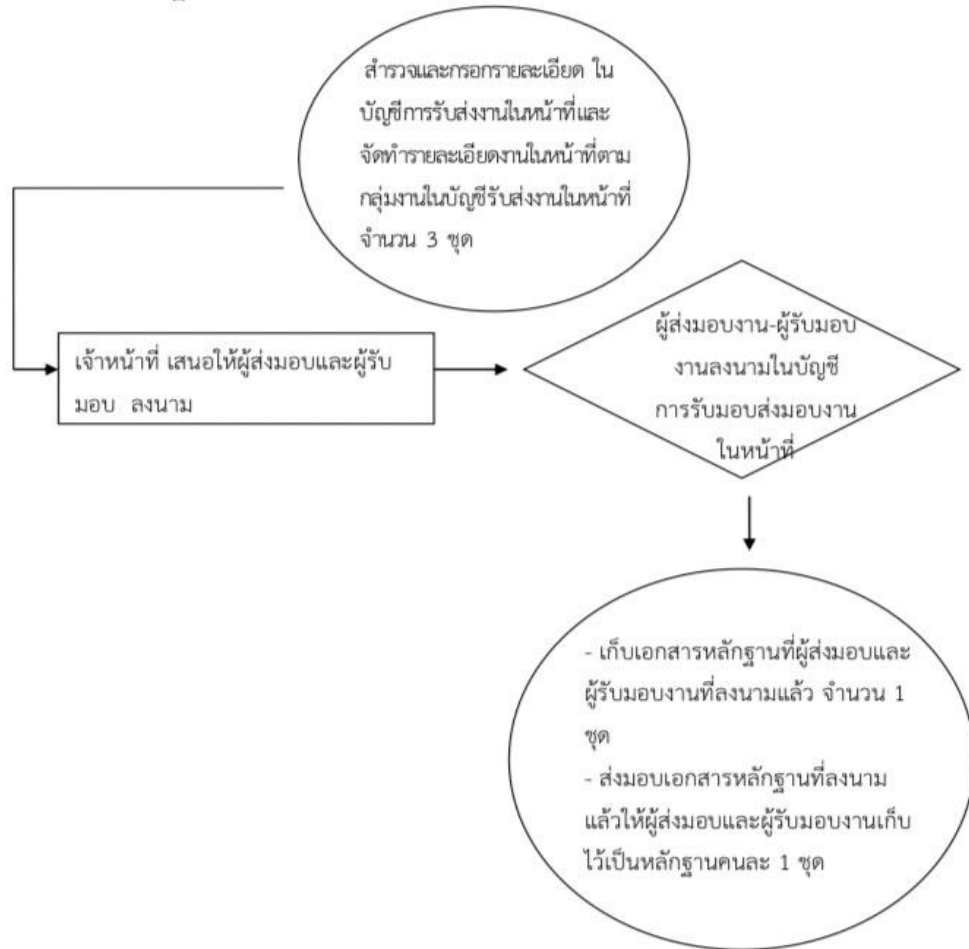 สำรวจและกรอกรายละเอียด ใน
บัญชีการรับส่งงานในหน้าที่และ
จัดทำรายละเอียดงานในหน้าที่ตาม
กลุ่มงานในบัญชีรับส่งงานในหน้าที่
จำนวน 3 ชุด
เจ้าหน้าที่ เสนอให้ผู้ส่งมอบและผู้รับ
มอบ ลงนาม
ผู้ส่งมอบงาน-ผู้รับมอบ
งานลงนามในบัญชี
การรับมอบส่งมอบงาน
ในหน้าที่
- เก็บเอกสารหลักฐานที่ผู้ส่งมอบและ
ผู้รับมอบงานที่ลงนามแล้ว จำนวน 1
ชุด
- ส่งมอบเอกสารหลักฐานที่ลงนาม
แล้วให้ผู้ส่งมอบและผู้รับมอบงานเก็บ
ไว้เป็นหลักฐานคนละ 1 ชุด